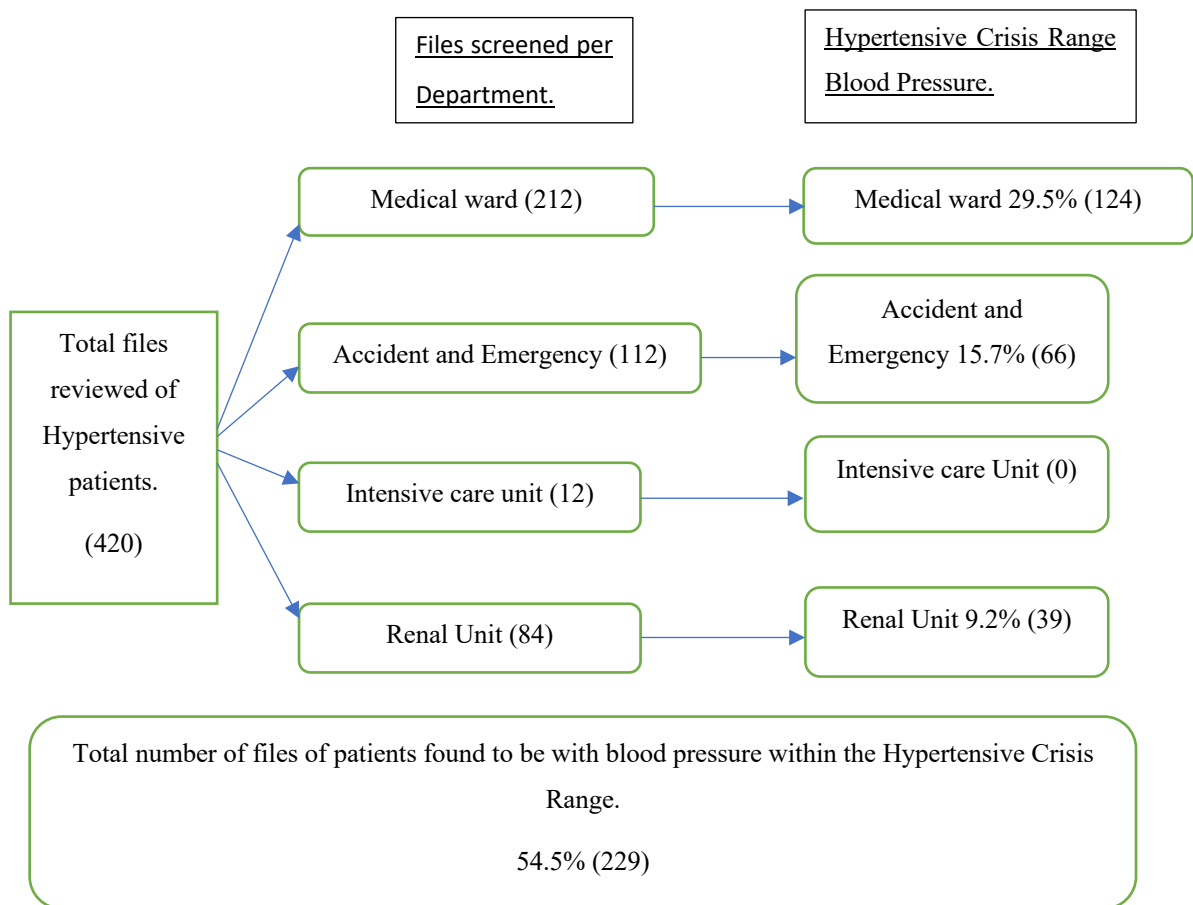 Files screened per
Department.
Hypertensive Crisis Range
Blood Pressure.
Total files
reviewed of
Hypertensive
patients.
(420)
Medical ward (212)
Medical ward 29.5% (124)
Accident and Emergency (112)
Accident and
Emergency 15.7% (66)
Intensive care unit (12)
Intensive care Unit (0)
Renal Unit (84)
Renal Unit 9.2% (39)
Total number of files of patients found to be with blood pressure within the Hypertensive Crisis
Range.
54.5% (229)